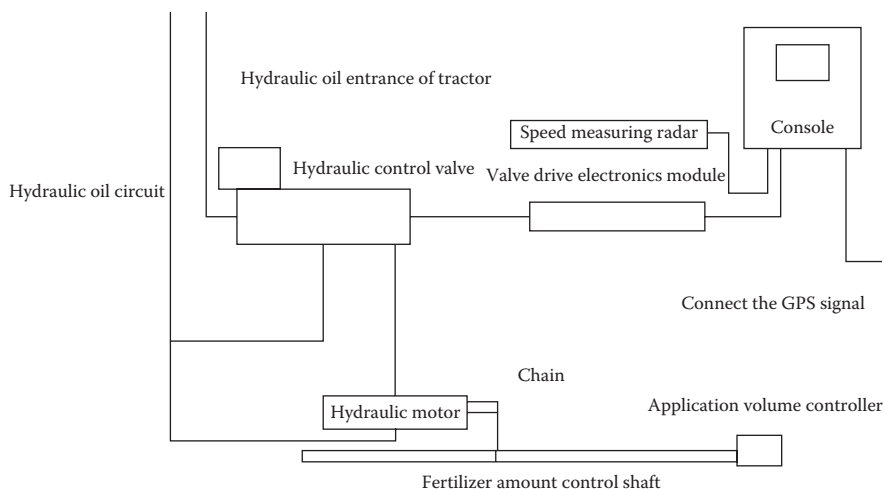 Hydraulic oil entrance of tractor
Speed measuring radar
Console
Hydraulic control valve
Valve drive electronics module
Hydraulic oil circuit
Connect the GPS signal
Chain
Application volume controller
Hydraulic motor
Fertilizer amount control shaft